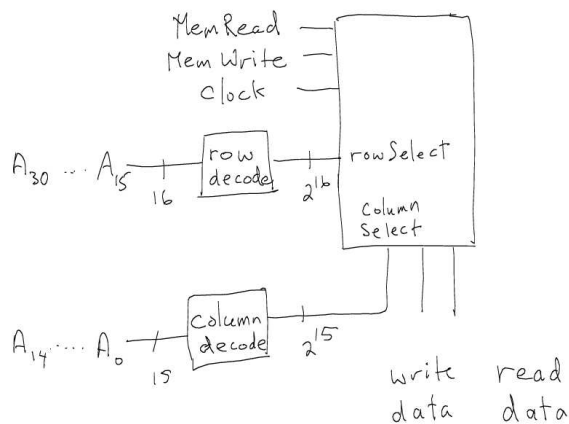 MemRead
MemWrite
Clock
A30 ... A15
16
row
decode
2^16
rowSelect
Column
Select
A14 .... A0
15
Column
decode
2^15
write
data
read
data